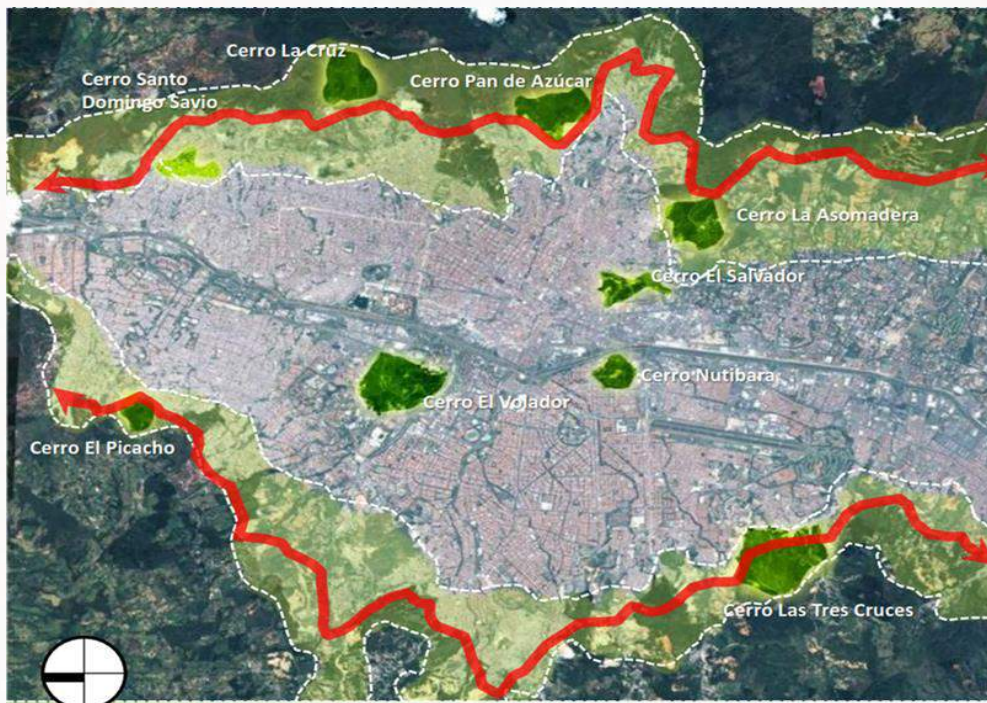 Cerro La Cruz
Cerro Santo
Domingo Savio
Cerro Pan de Azúcar
Cerro La Asomadera
Cerro El Salvador
Cerro Nutibara
Cerro El Volador
Cerro El Picacho
Cerro Las Tres Cruces